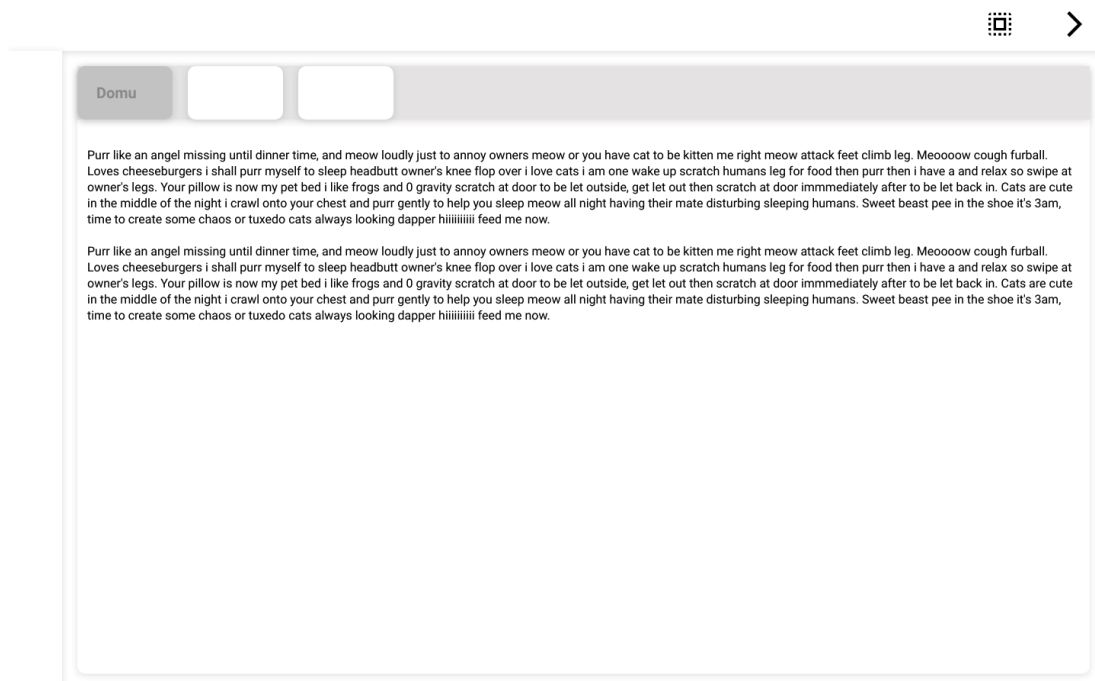 Domu
Purr like an angel missing until dinner time, and meow loudly just to annoy owners meow or you have cat to be kitten me right meow attack feet climb leg. Meoooow cough furball.
Loves cheeseburgers i shall purr myself to sleep headbutt owner's knee flop over i love cats i am one wake up scratch humans leg for food then purr then i have a and relax so swipe at
owner's legs. Your pillow is now my pet bed i like frogs and 0 gravity scratch at door to be let outside, get let out then scratch at door immmediately after to be let back in. Cats are cute
in the middle of the night i crawl onto your chest and purr gently to help you sleep meow all night having their mate disturbing sleeping humans. Sweet beast pee in the shoe it's 3am,
time to create some chaos or tuxedo cats always looking dapper hiiiiiiiiii feed me now.
Purr like an angel missing until dinner time, and meow loudly just to annoy owners meow or you have cat to be kitten me right meow attack feet climb leg. Meoooow cough furball.
Loves cheeseburgers i shall purr myself to sleep headbutt owner's knee flop over i love cats i am one wake up scratch humans leg for food then purr then i have a and relax so swipe at
owner's legs. Your pillow is now my pet bed i like frogs and 0 gravity scratch at door to be let outside, get let out then scratch at door immmediately after to be let back in. Cats are cute
in the middle of the night i crawl onto your chest and purr gently to help you sleep meow all night having their mate disturbing sleeping humans. Sweet beast pee in the shoe it's 3am,
time to create some chaos or tuxedo cats always looking dapper hiiiiiiiiii feed me now.